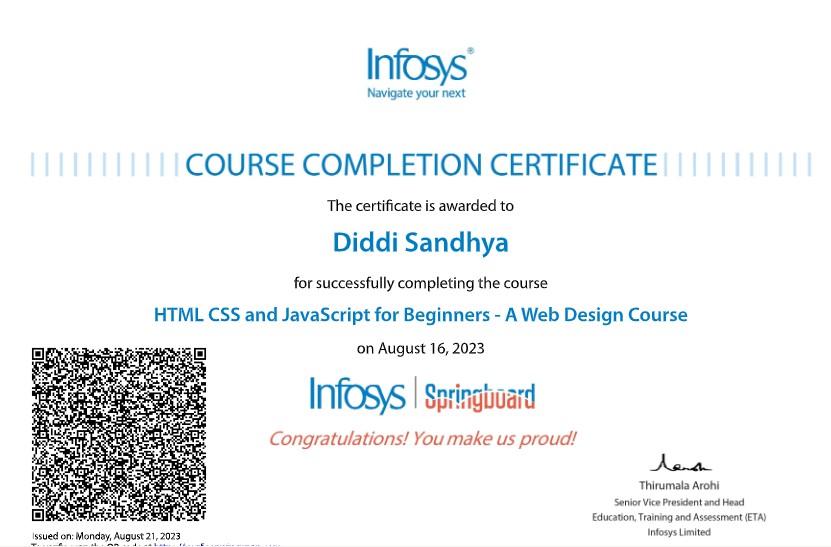 Infosys®
Navigate your next
COURSE COMPLETION CERTIFICATE
The certificate is awarded to
Diddi Sandhya
for successfully completing the course
HTML CSS and JavaScript for Beginners - A Web Design Course
on August 16, 2023
Infosys | Springboard
Congratulations! You make us proud!
Thirumala Arohi
Senior Vice President and Head
Education, Training and Assessment (ETA)
Infosys Limited
Issued on: Monday, August 21, 2023